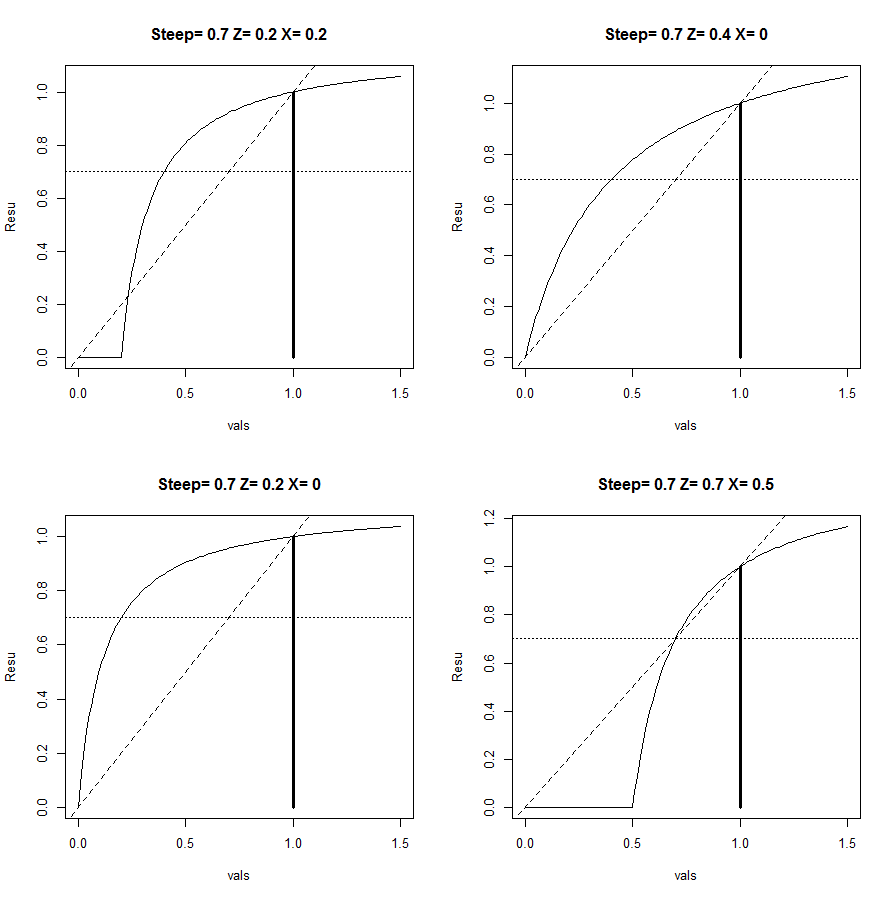 Steep= 0.7 Z= 0.2 X= 0.2
Resu
0.0 0.2 0.4 0.6 0.8 1.0
0.0 0.5 1.0 1.5
vals
Steep= 0.7 Z= 0.4 X= 0
Resu
0.0 0.2 0.4 0.6 0.8 1.0
0.0 0.5 1.0 1.5
vals
Steep= 0.7 Z= 0.2 X= 0
Resu
0.0 0.2 0.4 0.6 0.8 1.0
0.0 0.5 1.0 1.5
vals
Steep= 0.7 Z= 0.7 X= 0.5
Resu
0.0 0.2 0.4 0.6 0.8 1.0 1.2
0.0 0.5 1.0 1.5
vals